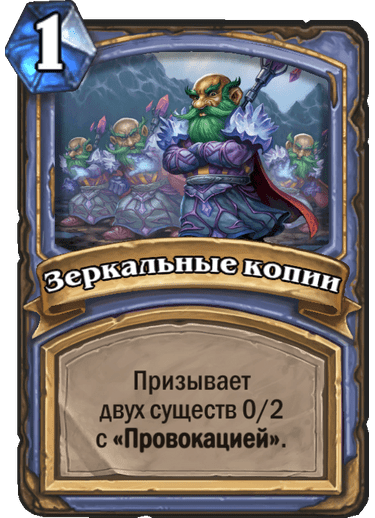 1
Зеркальные копии
Призывает
двух существ 0/2
с «Провокацией».